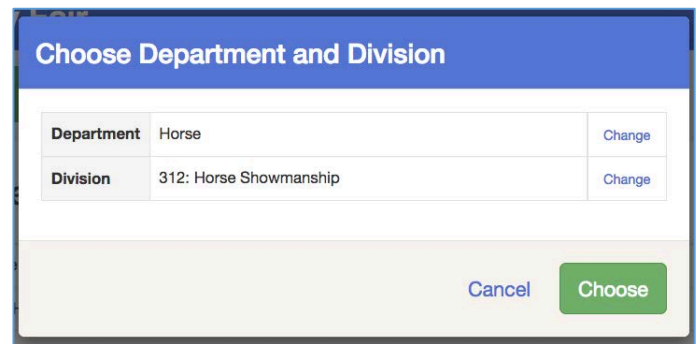 Choose Department and Division
Department Horse Change
Division 312: Horse Showmanship Change
Cancel Choose